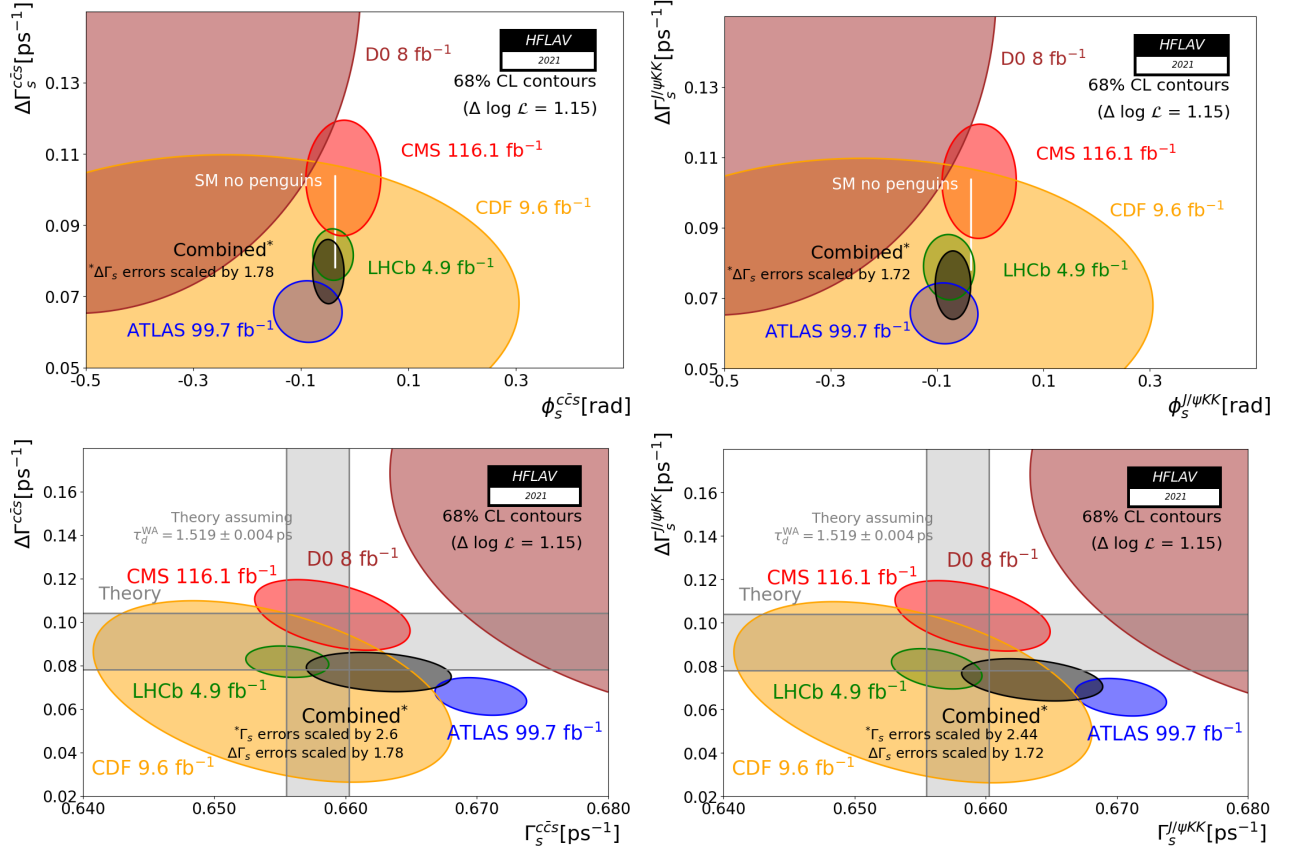 HFLAV
2021
D0 8 fb⁻¹
68% CL contours
(Δ log ℒ = 1.15)
CMS 116.1 fb⁻¹
SM no penguins
CDF 9.6 fb⁻¹
Combined*
*ΔΓₛ errors scaled by 1.78
LHCb 4.9 fb⁻¹
ATLAS 99.7 fb⁻¹
ΔΓₛ^{cc̄s}[ps⁻¹]
0.13
0.11
0.09
0.07
0.05
-0.5 -0.3 -0.1 0.1 0.3
ϕₛ^{cc̄s}[rad]
HFLAV
2021
D0 8 fb⁻¹
68% CL contours
(Δ log ℒ = 1.15)
CMS 116.1 fb⁻¹
SM no penguins
CDF 9.6 fb⁻¹
Combined*
*ΔΓₛ errors scaled by 1.72
LHCb 4.9 fb⁻¹
ATLAS 99.7 fb⁻¹
ΔΓₛ^{J/ψKK}[ps⁻¹]
0.13
0.11
0.09
0.07
0.05
-0.5 -0.3 -0.1 0.1 0.3
ϕₛ^{J/ψKK}[rad]
HFLAV
2021
68% CL contours
(Δ log ℒ = 1.15)
Theory assuming
τ_d^{WA} = 1.519 ± 0.004 ps
D0 8 fb⁻¹
CMS 116.1 fb⁻¹
Theory
LHCb 4.9 fb⁻¹
Combined*
*Γₛ errors scaled by 2.6
ΔΓₛ errors scaled by 1.78
ATLAS 99.7 fb⁻¹
CDF 9.6 fb⁻¹
ΔΓₛ^{cc̄s}[ps⁻¹]
0.16
0.14
0.12
0.10
0.08
0.06
0.04
0.02
0.640 0.650 0.660 0.670 0.680
Γₛ^{cc̄s}[ps⁻¹]
HFLAV
2021
68% CL contours
(Δ log ℒ = 1.15)
Theory assuming
τ_d^{WA} = 1.519 ± 0.004 ps
D0 8 fb⁻¹
CMS 116.1 fb⁻¹
Theory
LHCb 4.9 fb⁻¹
Combined*
*Γₛ errors scaled by 2.44
ΔΓₛ errors scaled by 1.72
ATLAS 99.7 fb⁻¹
CDF 9.6 fb⁻¹
ΔΓₛ^{J/ψKK}[ps⁻¹]
0.16
0.14
0.12
0.10
0.08
0.06
0.04
0.02
0.640 0.650 0.660 0.670 0.680
Γₛ^{J/ψKK}[ps⁻¹]